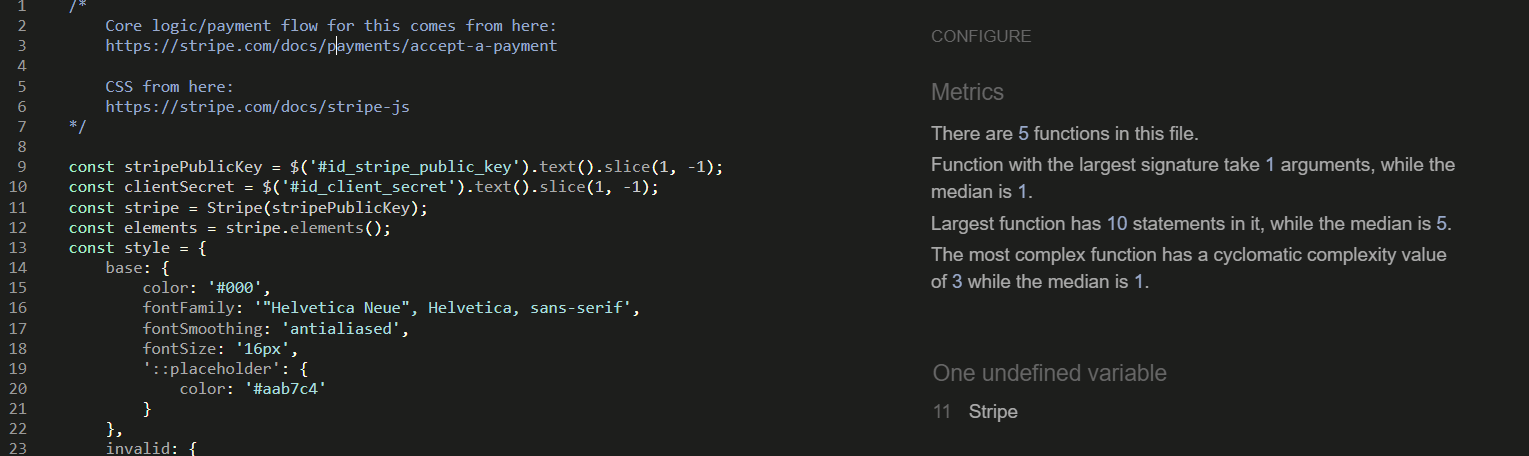 1 /*
2 Core logic/payment flow for this comes from here:
3 https://stripe.com/docs/payments/accept-a-payment
4
5 CSS from here:
6 https://stripe.com/docs/stripe-js
7 */
8
9 const stripePublicKey = $('#id_stripe_public_key').text().slice(1, -1);
10 const clientSecret = $('#id_client_secret').text().slice(1, -1);
11 const stripe = Stripe(stripePublicKey);
12 const elements = stripe.elements();
13 const style = {
14 base: {
15 color: '#000',
16 fontFamily: '"Helvetica Neue", Helvetica, sans-serif',
17 fontSmoothing: 'antialiased',
18 fontSize: '16px',
19 '::placeholder': {
20 color: '#aab7c4'
21 }
22 },
23 invalid: {
CONFIGURE
Metrics
There are 5 functions in this file.
Function with the largest signature take 1 arguments, while the
median is 1.
Largest function has 10 statements in it, while the median is 5.
The most complex function has a cyclomatic complexity value
of 3 while the median is 1.
One undefined variable
11 Stripe